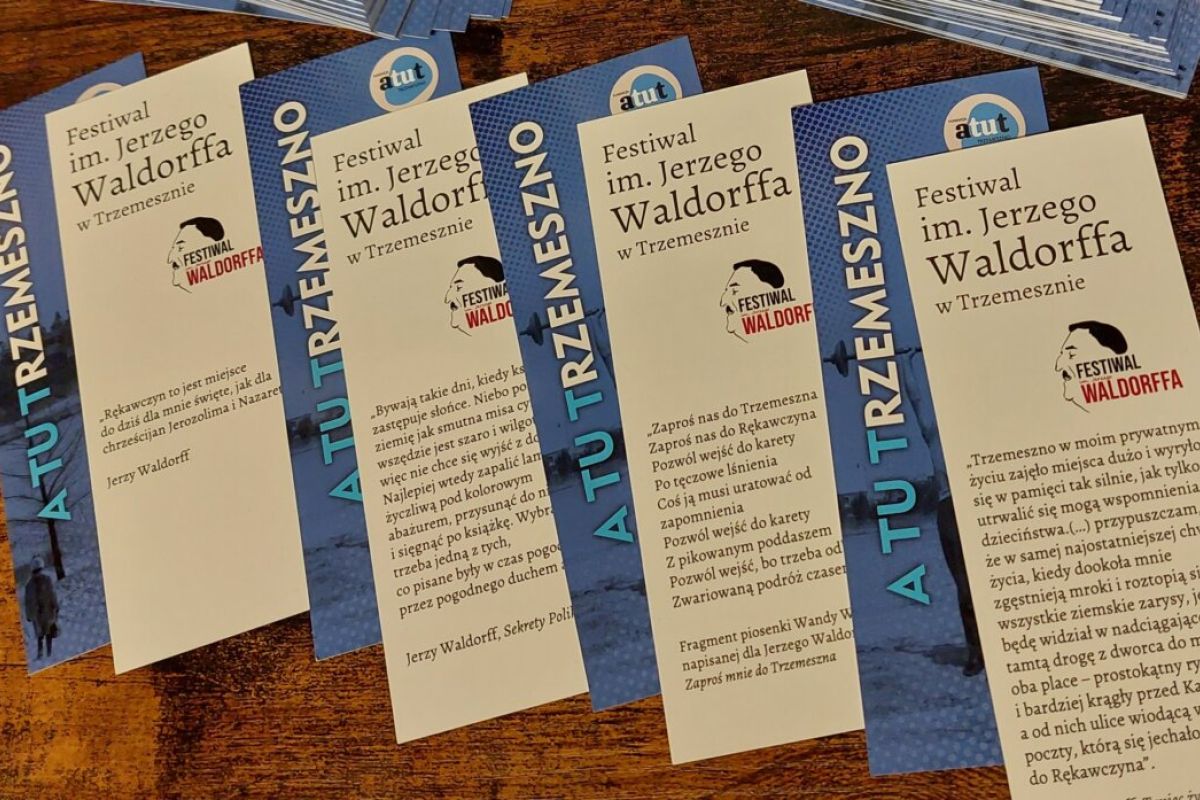 A TU TRZEMESZNO
Festiwal
im. Jerzego
Waldorffa
w Trzemesznie
FESTIWAL
WALDORFFA
„Rękawczyn to jest miejsce
do dziś dla mnie święte, jak dla
chrześcijan Jerozolima i
Jerzy Waldorff
atut
A TU TRZEMESZNO
Festiwal
im. Jerzego
Waldorffa
w Trzemesznie
FESTIWAL
„Bywają takie dni, kiedy
zastępuje słońce. Niebo
ziemię jak smutna misa
wszędzie jest szaro i
więc nie chce się wyjść z
Najlepiej wtedy zapalić
życzliwą pod kolorowym
abażurem, przysunąć do
i sięgnąć po książkę.
trzeba jedną z tych,
co pisane były w czas
przez pogodnego duchem
Jerzy Waldorff, Sekrety
atut
A TU TRZEMESZNO
Festiwal
im. Jerzego
Waldorffa
w Trzemesznie
FESTIWAL
„Zaproś nas do Trzemeszna
Zaproś nas do Rękawczyna
Pozwól wejść do karety
Po tęczowe lśnienia
Coś ją musi uratować od
zapomnienia
Pozwól wejść do karety
Z pikowanym poddaszem
Pozwól wejść, bo trzeba od
Zwariowaną podróż
Fragment piosenki Wandy
napisanej dla Jerzego
Zaproś mnie do Trzemeszna
atut
A TU TRZEMESZNO
Festiwal
im. Jerzego
Waldorffa
w Trzemesznie
FESTIWAL
WALDORFFA
„Trzemeszno w moim prywatnym
życiu zajęło miejsca dużo i wyryło
się w pamięci tak silnie, jak tylko
utrwalić się mogą wspomnienia
dzieciństwa.(...) przypuszczam,
że w samej najostatniejszej
życia, kiedy dookoła mnie
zgęstnieją mroki i roztopią
wszystkie ziemskie zarysy,
będę widział w
tamtą drogę z dworca do
oba place – prostokątny
i bardziej krągły przed
a od nich ulice wiodącą
poczty, którą się jechało
do Rękawczyna”.